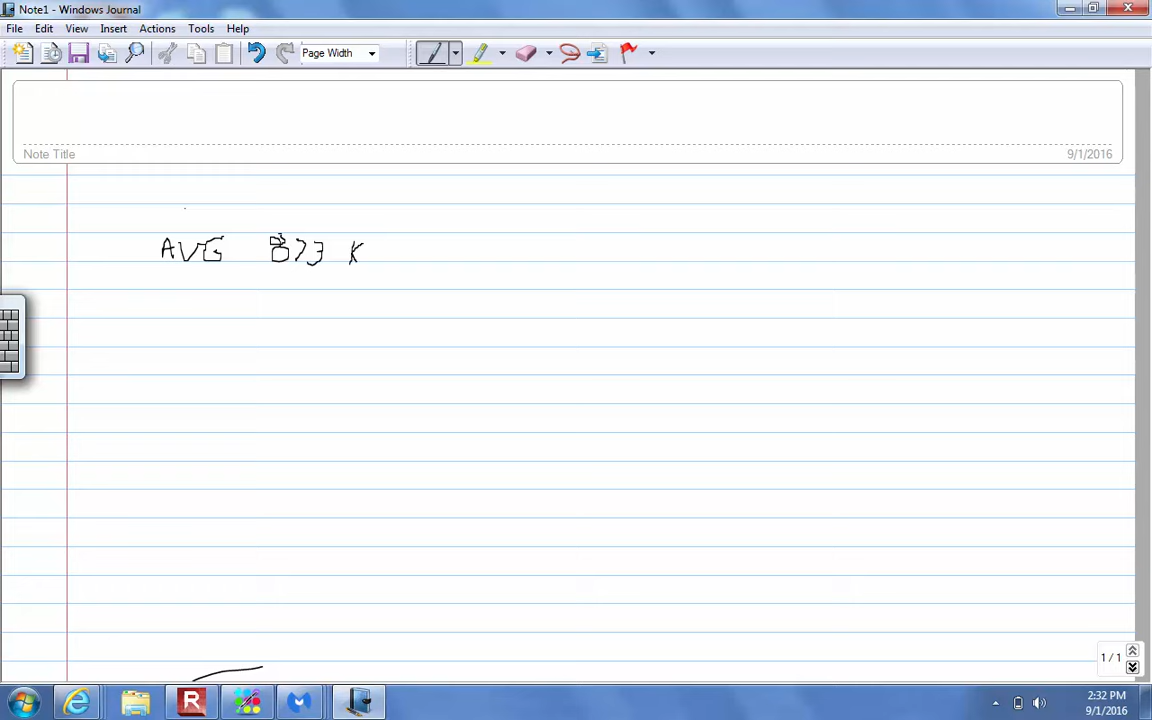 Note1 - Windows Journal
File Edit View Insert Actions Tools Help
Page Width
Note Title
9/1/2016
AVG 873 K
1 / 1
R
2:32 PM
9/1/2016